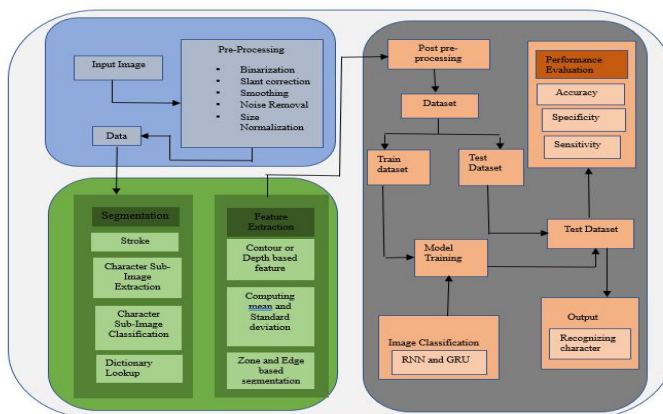 Input Image
Pre-Processing
Binarization
Slant correction
Smoothing
Noise Removal
Size
Normalization
Data
Segmentation
Stroke
Character Sub-
Image
Extraction
Character
Sub-Image
Classification
Dictionary
Lookup
Feature
Extraction
Contour or
Depth based
feature
Computing
mean and
Standard
deviation
Zone and Edge
based
segmentation
Post pre-
processing
Dataset
Train
dataset
Test
Dataset
Model
Training
Image Classification
RNN and GRU
Performance
Evaluation
Accuracy
Specificity
Sensitivity
Test Dataset
Output
Recognizing
character